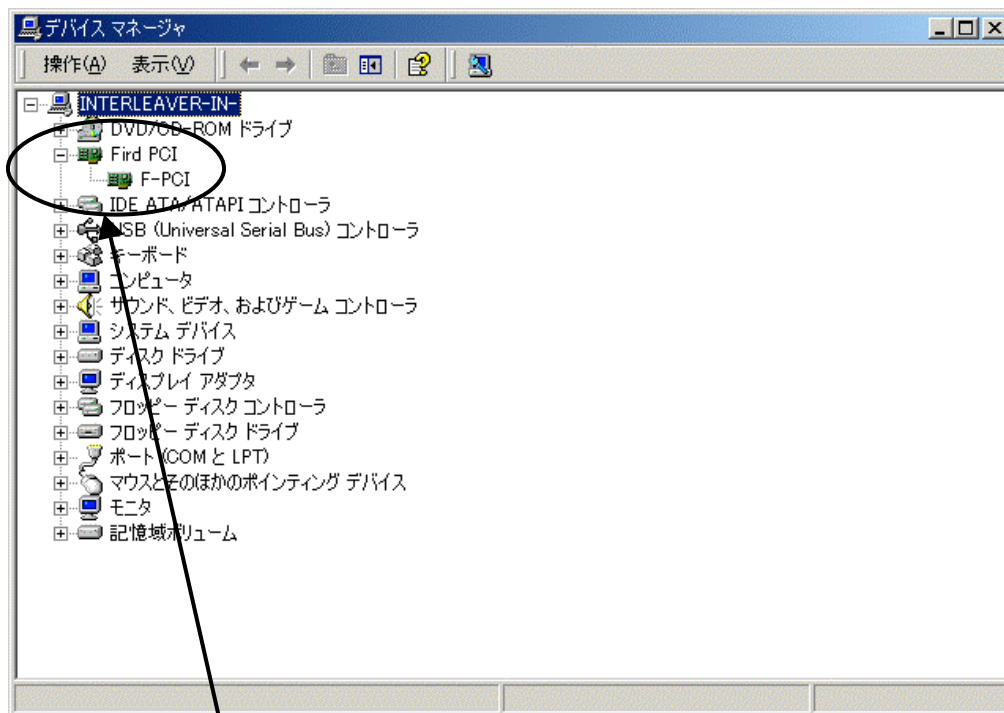 デバイス マネージャ
操作(A) 表示(V)
INTERLEAVER-IN-
DVD/CD-ROM ドライブ
Fird PCI
F-PCI
IDE ATA/ATAPI コントローラ
USB (Universal Serial Bus) コントローラ
キーボード
コンピュータ
サウンド、ビデオ、およびゲーム コントローラ
システム デバイス
ディスク ドライブ
ディスプレイ アダプタ
フロッピー ディスク コントローラ
フロッピー ディスク ドライブ
ポート (COM と LPT)
マウスとそのほかのポインティング デバイス
モニタ
記憶域ボリューム